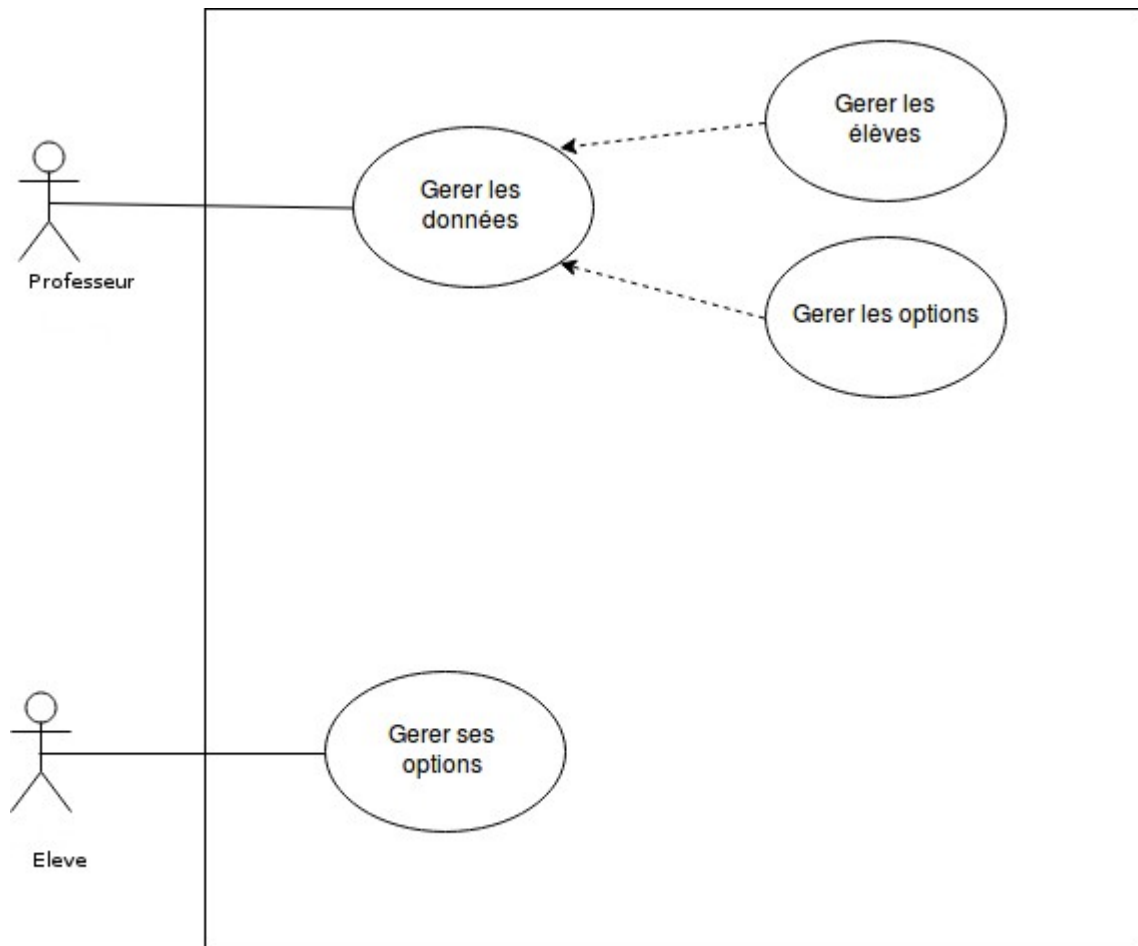 Gerer les
élèves
Gerer les
données
Professeur
Gerer les options
Gerer ses
options
Eleve